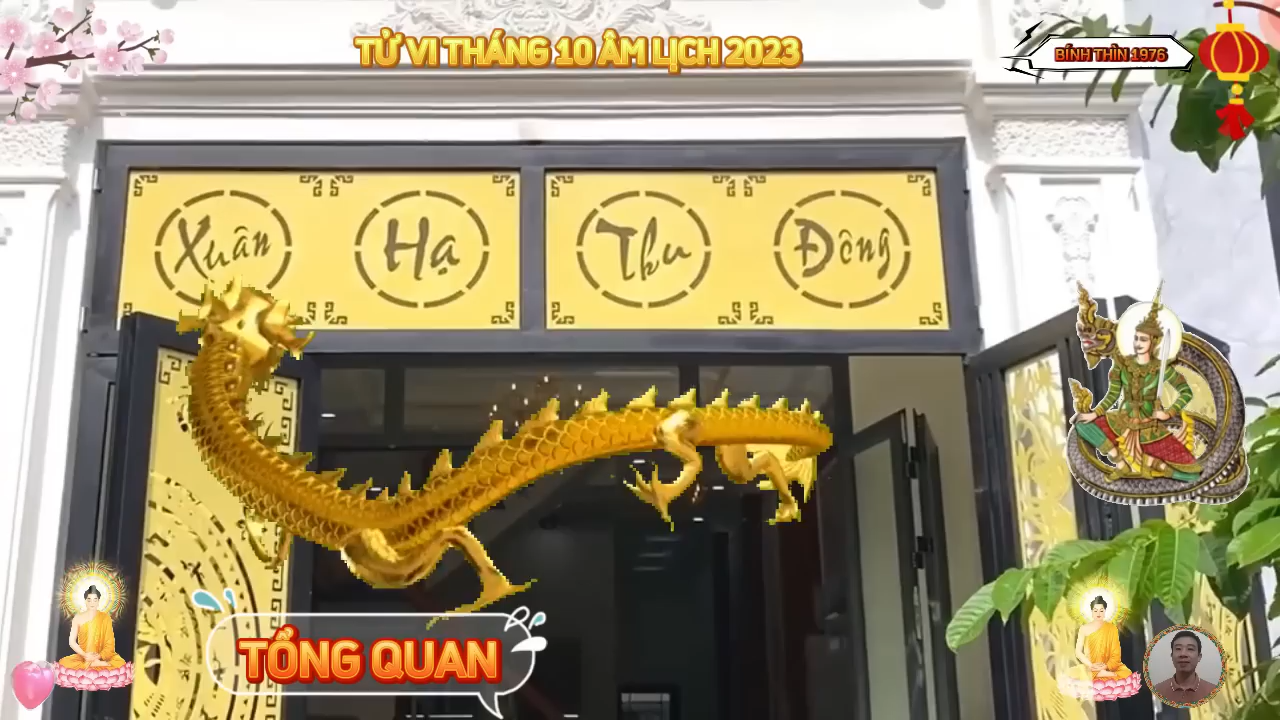 TỬ VI THÁNG 10 ÂM LỊCH 2023
BÍNH THÌN 1976
Xuân Hạ Thu Đông
TỔNG QUAN